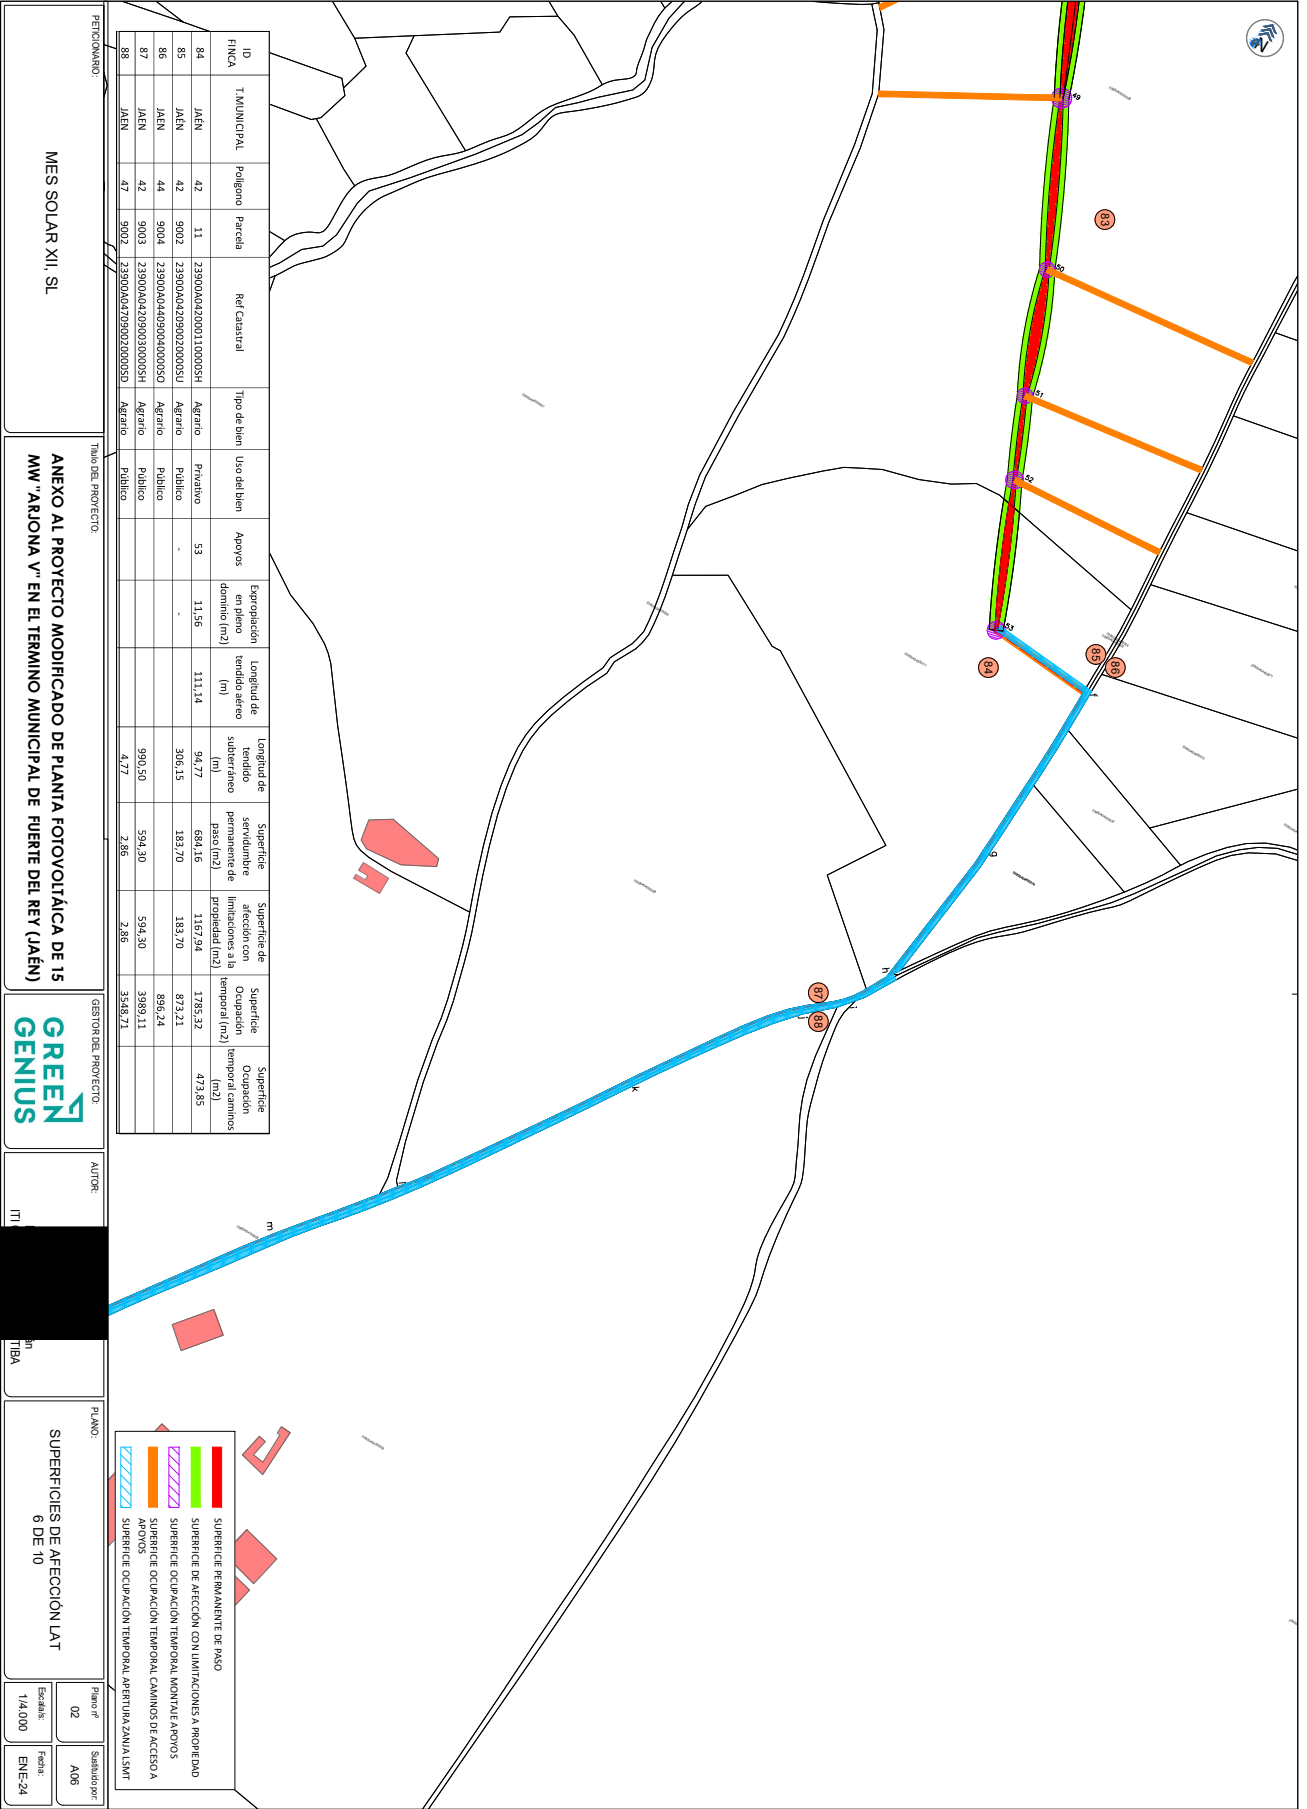 ID FINCA	T.MUNICIPAL	Poligono	Parcela	Ref Catastral	Tipo de bien	Uso del bien	Apoyos	Expropiación en pleno dominio (m2)	Longitud de tendido aéreo (m)	Longitud de tendido subterráneo (m)	Superficie servidumbre permanente de paso (m2)	Superficie de afección con limitaciones a la propiedad (m2)	Superficie Ocupación temporal (m2)	Superficie Ocupación temporal caminos (m2)
84	JAÉN	42	11	23900A042000110000SH	Agrario	Privativo	53	11,56	111,14	94,77	684,16	1167,94	1785,32	473,85
85	JAÉN	42	9002	23900A042090020000SU	Agrario	Público	-	-		306,15	183,70	183,70	873,21
86	JAEN	44	9004	23900A044090040000SO	Agrario	Público	896,24
87	JAEN	42	9003	23900A042090030000SH	Agrario	Público	990,50	594,30	594,30	3989,11
88	JAEN	47	9002	23900A047090020000SD	Agrario	Público	4,77	2,86	2,86	3548,71
49
50
51
52
53
83
84
85
86
87
88
f
g
h
i
j
k
l
m
SUPERFICIE PERMANENTE DE PASO
SUPERFICIE DE AFECCIÓN CON LIMITACIONES A PROPIEDAD
SUPERFICIE OCUPACIÓN TEMPORAL MONTAJE APOYOS
SUPERFICIE OCUPACIÓN TEMPORAL CAMINOS DE ACCESO A
APOYOS
SUPERFICIE OCUPACIÓN TEMPORAL APERTURA ZANJA LSMT
PETICIONARIO:
MES SOLAR XII, SL
Título DEL PROYECTO:
ANEXO AL PROYECTO MODIFICADO DE PLANTA FOTOVOLTÁICA DE 15
MW "ARJONA V" EN EL TERMINO MUNICIPAL DE FUERTE DEL REY (JAÉN)
GESTOR DEL PROYECTO:
GREEN
GENIUS
AUTOR:
ITI
TIBA
PLANO:
SUPERFICIES DE AFECCIÓN LAT
6 DE 10
Plano nº
02
Sustituido por:
A06
Escala/s:
1/4.000
Fecha:
ENE-24